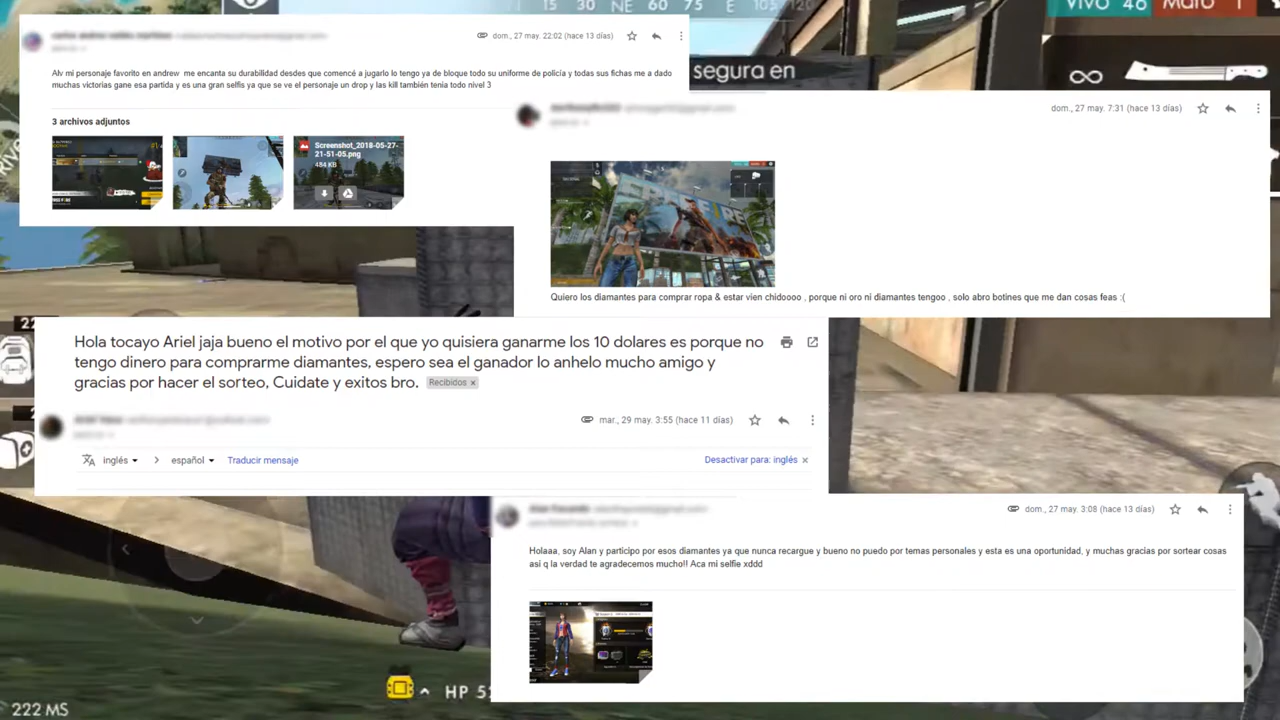 15 30 NE 60 75 E 105 120
VIVO 46 Mató 1
segura en
dom., 27 may. 22:02 (hace 13 días)
Alv mi personaje favorito en andrew me encanta su durabilidad desdes que comencé a jugarlo lo tengo ya de bloque todo su uniforme de policía y todas sus fichas me a dado
muchas victorias gane esa partida y es una gran selfis ya que se ve el personaje un drop y las kill también tenia todo nivel 3
3 archivos adjuntos
Screenshot_2018-05-27-
21-51-05.png
484 KB
dom., 27 may. 7:31 (hace 13 días)
Quiero los diamantes para comprar ropa & estar vien chidoooo , porque ni oro ni diamantes tengoo , solo abro botines que me dan cosas feas :(
Hola tocayo Ariel jaja bueno el motivo por el que yo quisiera ganarme los 10 dolares es porque no
tengo dinero para comprarme diamantes, espero sea el ganador lo anhelo mucho amigo y
gracias por hacer el sorteo, Cuidate y exitos bro. Recibidos ×
mar., 29 may. 3:55 (hace 11 días)
inglés > español Traducir mensaje Desactivar para: inglés ×
dom., 27 may. 3:08 (hace 13 días)
Holaaa, soy Alan y participo por esos diamantes ya que nunca recargue y bueno no puedo por temas personales y esta es una oportunidad, y muchas gracias por sortear cosas
asi q la verdad te agradecemos mucho!! Aca mi selfie xddd
HP
222 MS